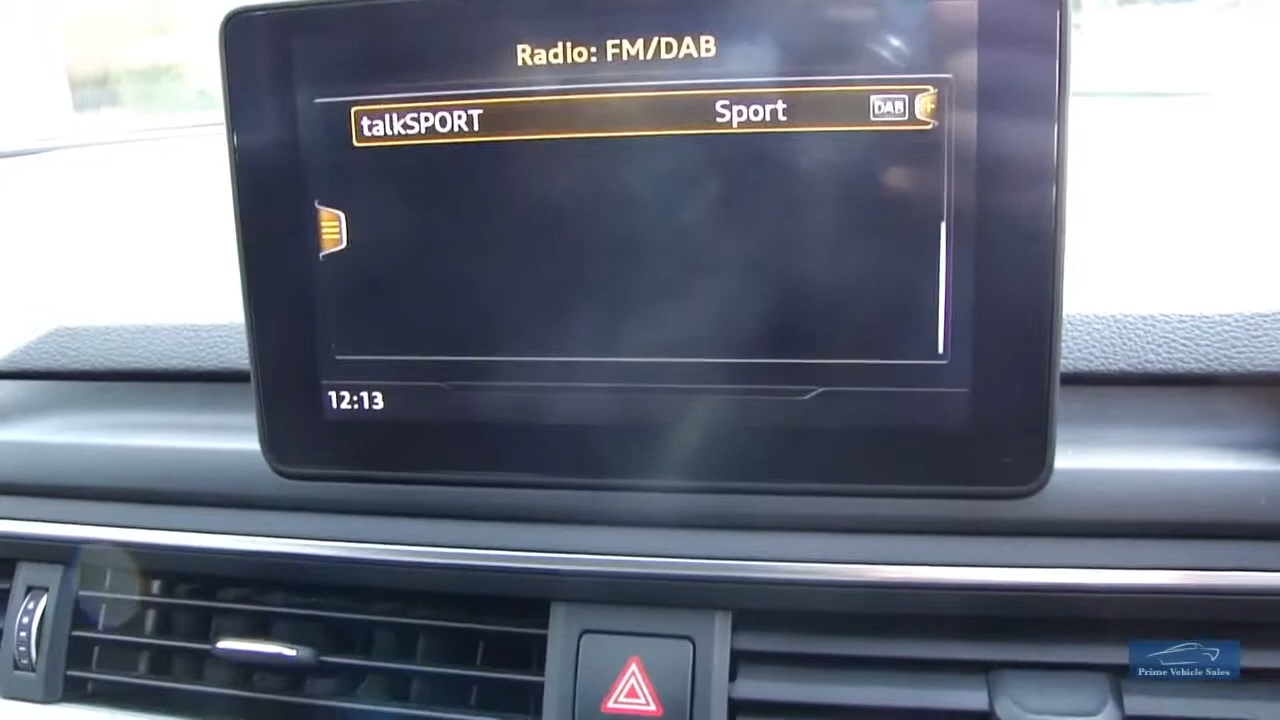 Radio: FM/DAB
talkSPORT Sport DAB
12:13
Prime Vehicle Sales